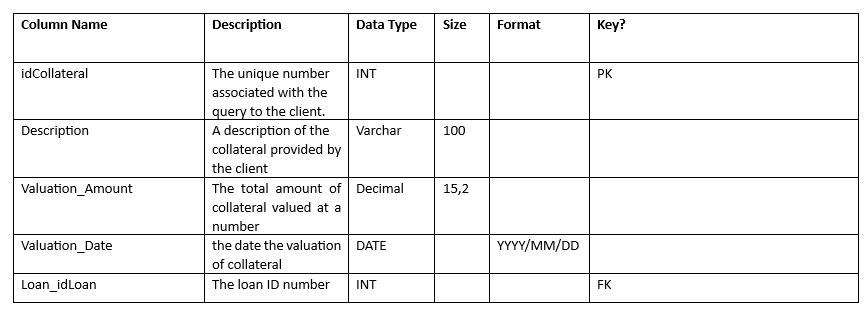 Column Name Description Data Type Size Format Key?
idCollateral The unique number INT PK
associated with the
query to the client.
Description A description of the Varchar 100
collateral provided by
the client
Valuation_Amount The total amount of Decimal 15,2
collateral valued at a
number
Valuation_Date the date the valuation DATE YYYY/MM/DD
of collateral
Loan_idLoan The loan ID number INT FK